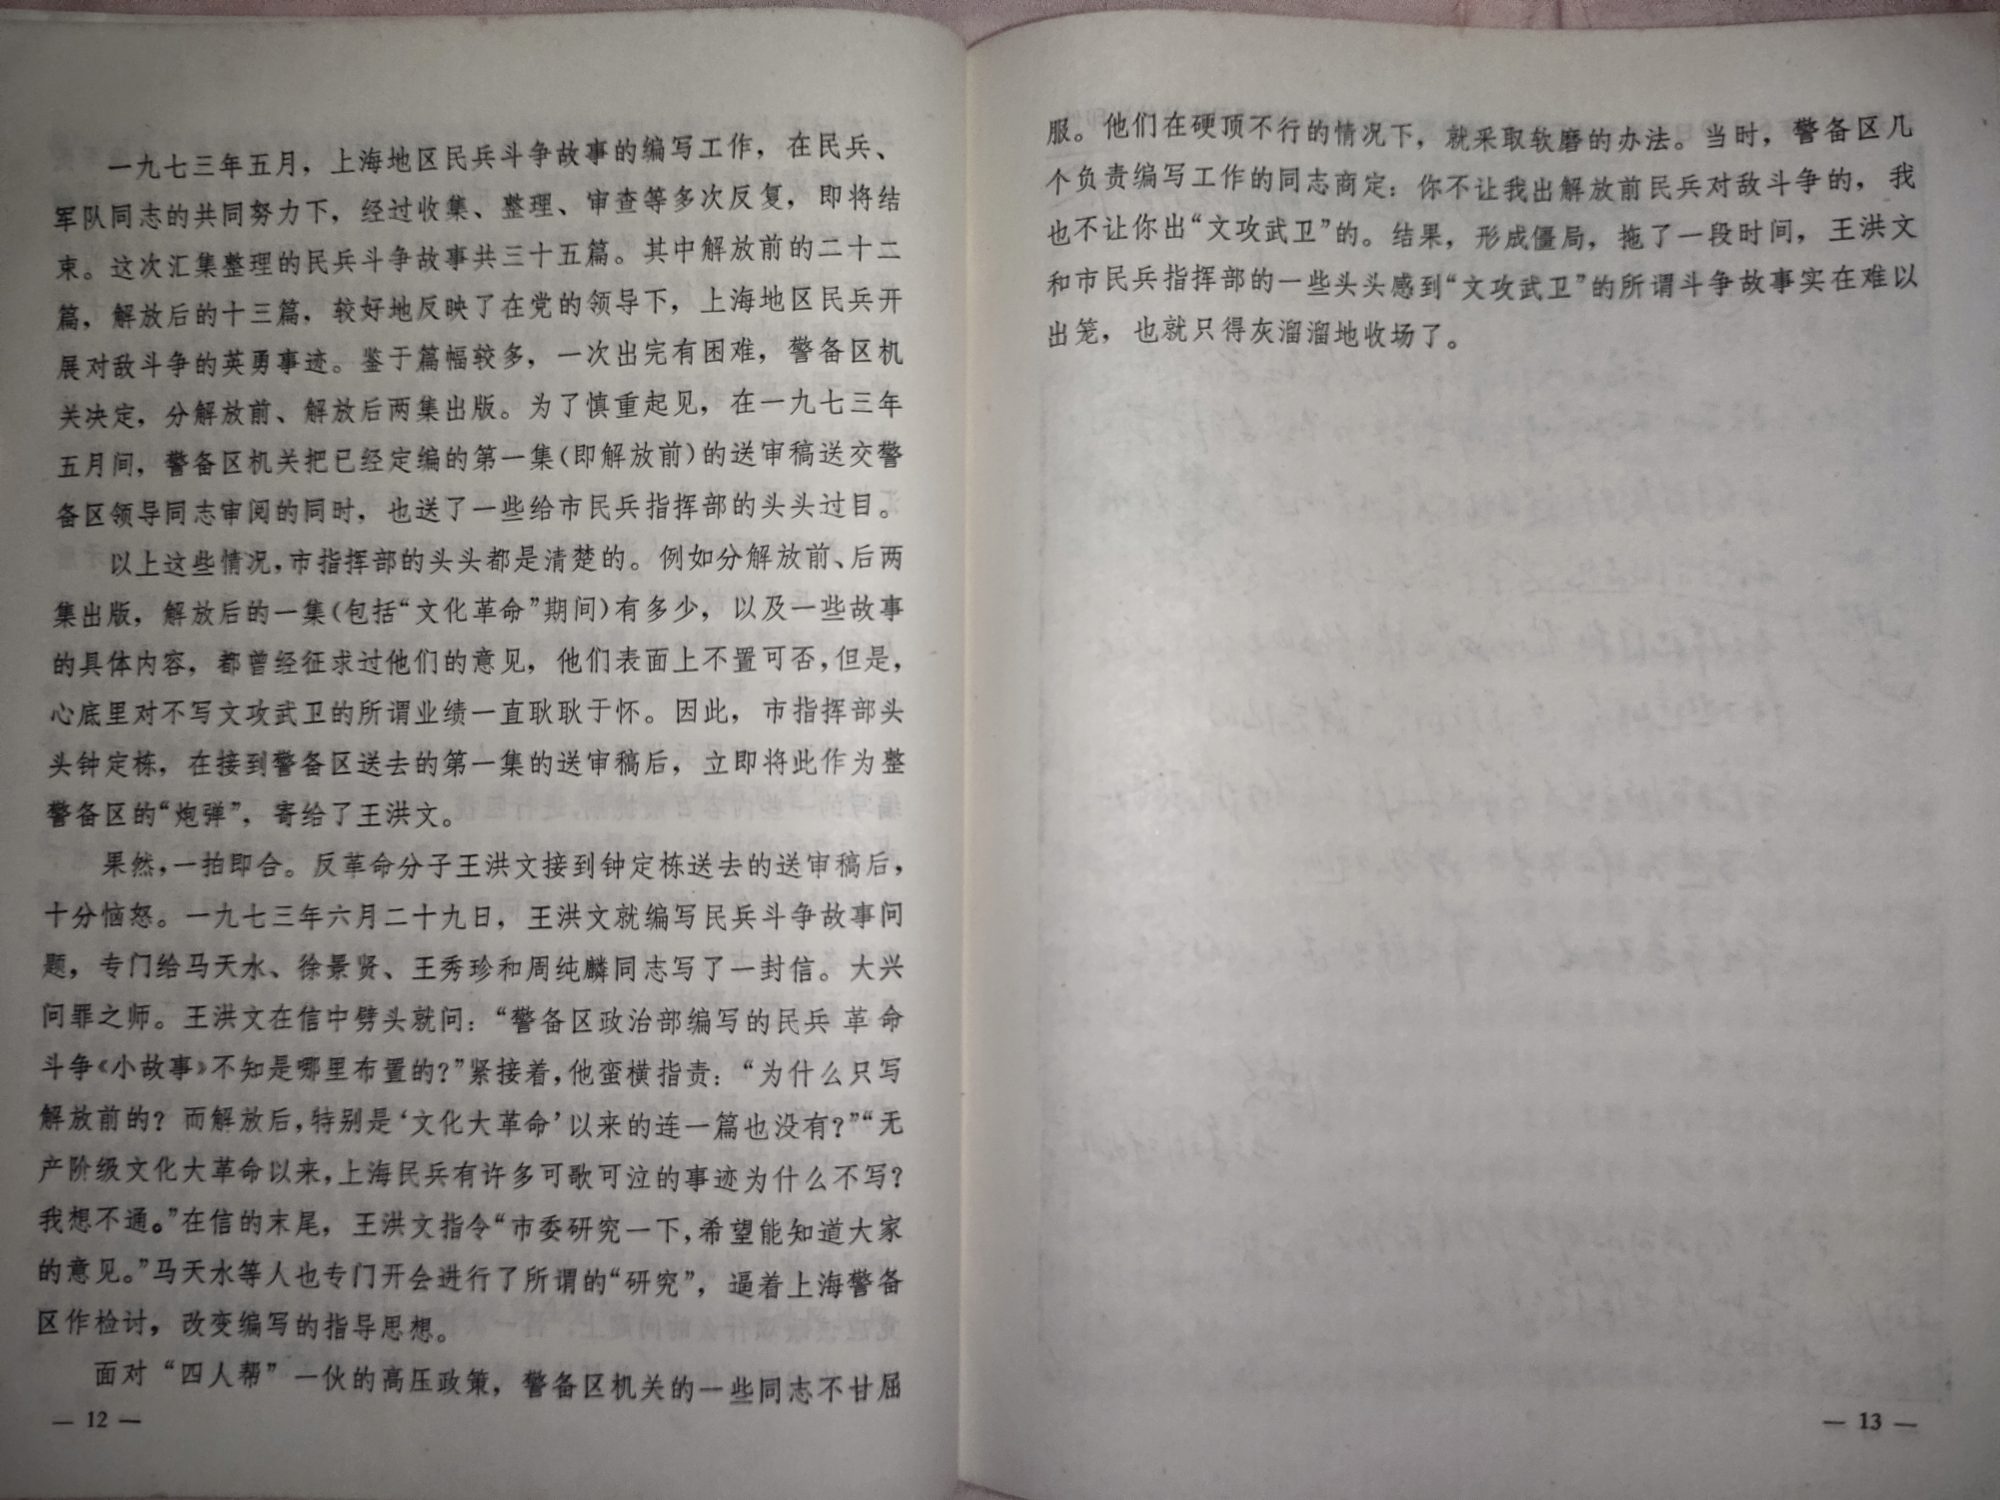 一九七三年五月，上海地区民兵斗争故事的编写工作，在民兵、
军队同志的共同努力下，经过收集、整理、审查等多次反复，即将结
束。这次汇集整理的民兵斗争故事共三十五篇。其中解放前的二十二
篇，解放后的十三篇，较好地反映了在党的领导下，上海地区民兵开
展对敌斗争的英勇事迹。鉴于篇幅较多，一次出完有困难，警备区机
关决定，分解放前、解放后两集出版。为了慎重起见，在一九七三年
五月间，警备区机关把已经定编的第一集(即解放前)的送审稿送交警
备区领导同志审阅的同时，也送了一些给市民兵指挥部的头头过目。
以上这些情况，市指挥部的头头都是清楚的。例如分解放前、后两
集出版，解放后的一集(包括“文化革命”期间)有多少，以及一些故事
的具体内容，都曾经征求过他们的意见，他们表面上不置可否，但是，
心底里对不写文攻武卫的所谓业绩一直耿耿于怀。因此，市指挥部头
头钟定栋，在接到警备区送去的第一集的送审稿后，立即将此作为整
警备区的“炮弹”，寄给了王洪文。
果然，一拍即合。反革命分子王洪文接到钟定栋送去的送审稿后，
十分恼怒。一九七三年六月二十九日，王洪文就编写民兵斗争故事问
题，专门给马天水、徐景贤、王秀珍和周纯麟同志写了一封信。大兴
问罪之师。王洪文在信中劈头就问：“警备区政治部编写的民兵革命
斗争《小故事》不知是哪里布置的？”紧接着，他蛮横指责：“为什么只写
解放前的？而解放后，特别是‘文化大革命’以来的连一篇也没有？”“无
产阶级文化大革命以来，上海民兵有许多可歌可泣的事迹为什么不写？
我想不通。”在信的末尾，王洪文指令“市委研究一下，希望能知道大家
的意见。”马天水等人也专门开会进行了所谓的“研究”，逼着上海警备
区作检讨，改变编写的指导思想。
面对“四人帮”一伙的高压政策，警备区机关的一些同志不甘屈
— 12 —
服。他们在硬顶不行的情况下，就采取软磨的办法。当时，警备区几
个负责编写工作的同志商定：你不让我出解放前民兵对敌斗争的，我
也不让你出“文攻武卫”的。结果，形成僵局，拖了一段时间，王洪文
和市民兵指挥部的一些头头感到“文攻武卫”的所谓斗争故事实在难以
出笼，也就只得灰溜溜地收场了。
— 13 —